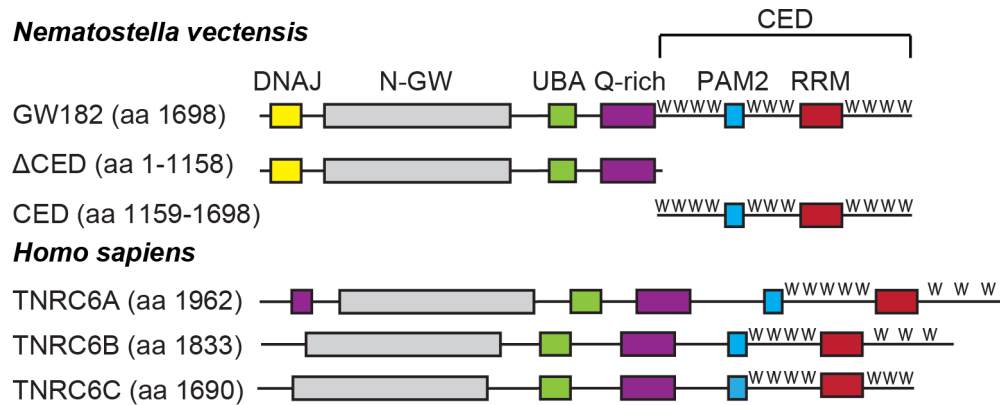 CED
Nematostella vectensis
DNAJ N-GW UBA Q-rich PAM2 RRM
GW182 (aa 1698) WWWW WWW WWWW
ΔCED (aa 1-1158)
CED (aa 1159-1698) WWWW WWW WWWW
Homo sapiens
TNRC6A (aa 1962) WWWWW W W W
TNRC6B (aa 1833) WWWW W W W
TNRC6C (aa 1690) WWWW WWW